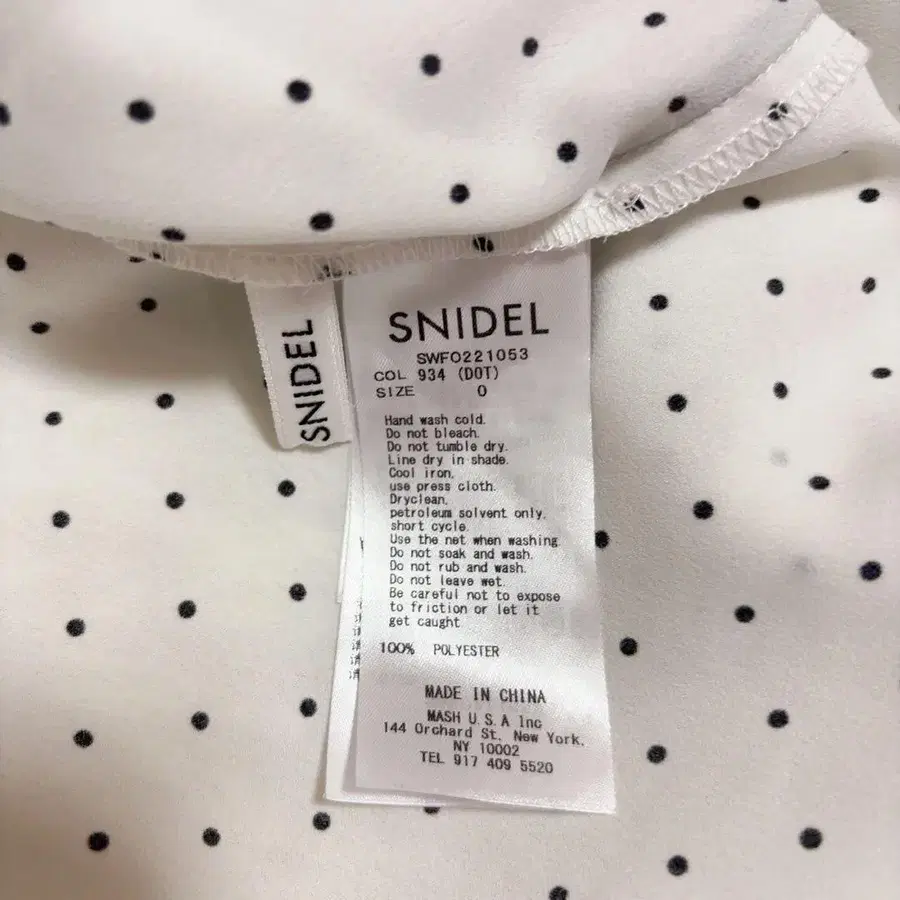 SNIDEL
SNIDEL
SWFO221053
COL 934 (DOT)
SIZE 0
Hand wash cold.
Do not bleach.
Do not tumble dry.
Line dry in shade.
Cool iron,
use press cloth.
Dryclean,
petroleum solvent only,
short cycle.
Use the net when washing
Do not soak and wash.
Do not rub and wash.
Do not leave wet.
Be careful not to expose
to friction or let it
get caught
100% POLYESTER
MADE IN CHINA
MASH U.S.A Inc
144 Orchard St. New York,
NY 10002
TEL 917 409 5520